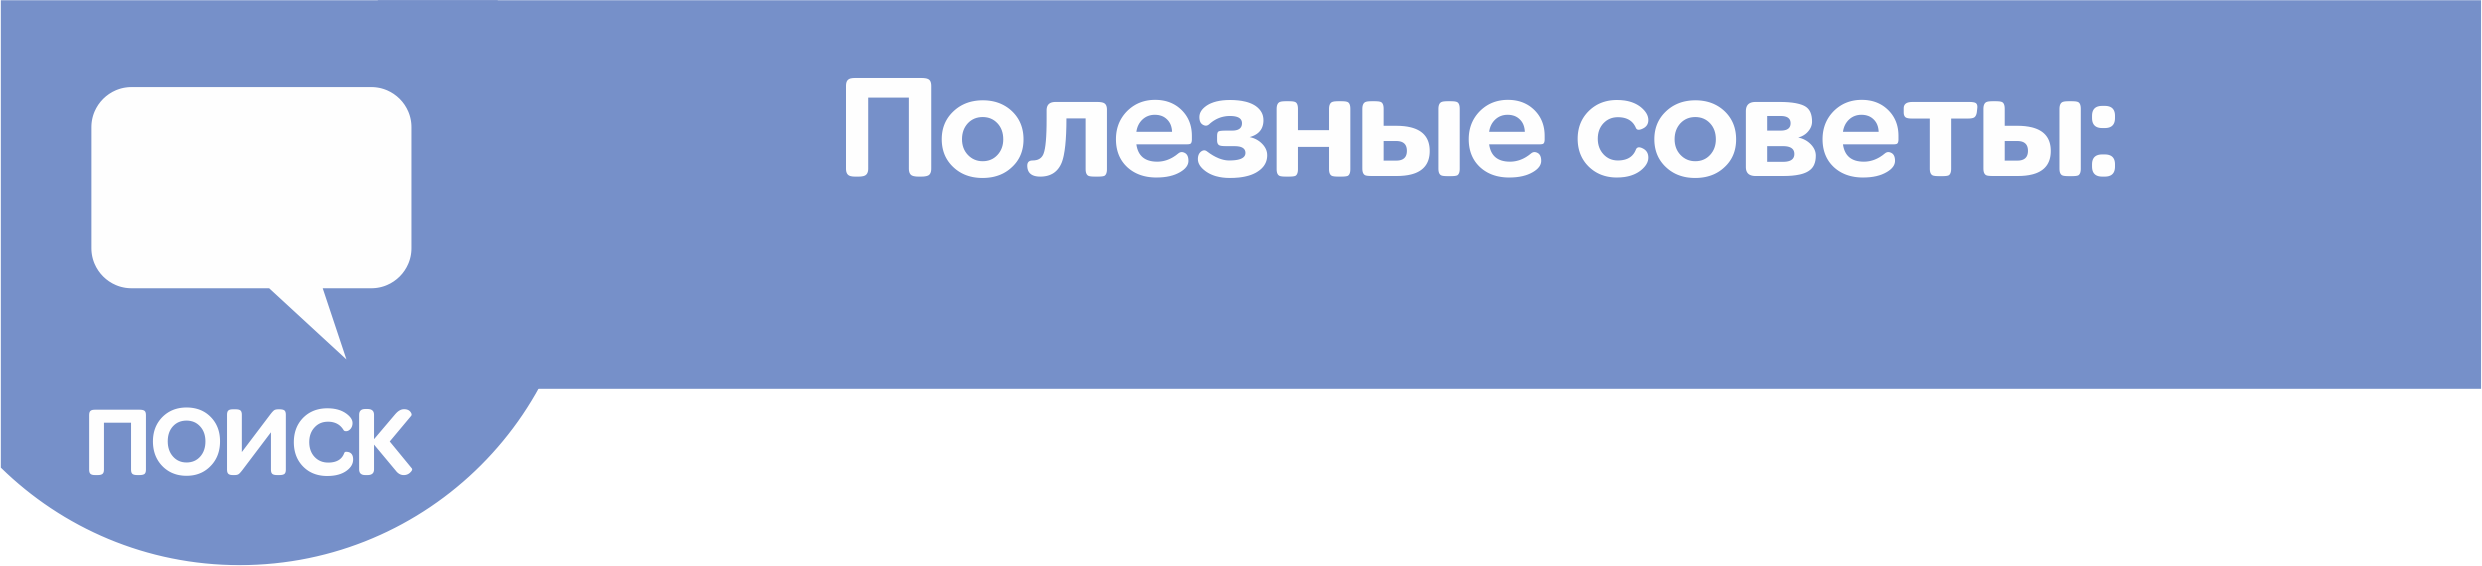 Полезные советы:
поиск